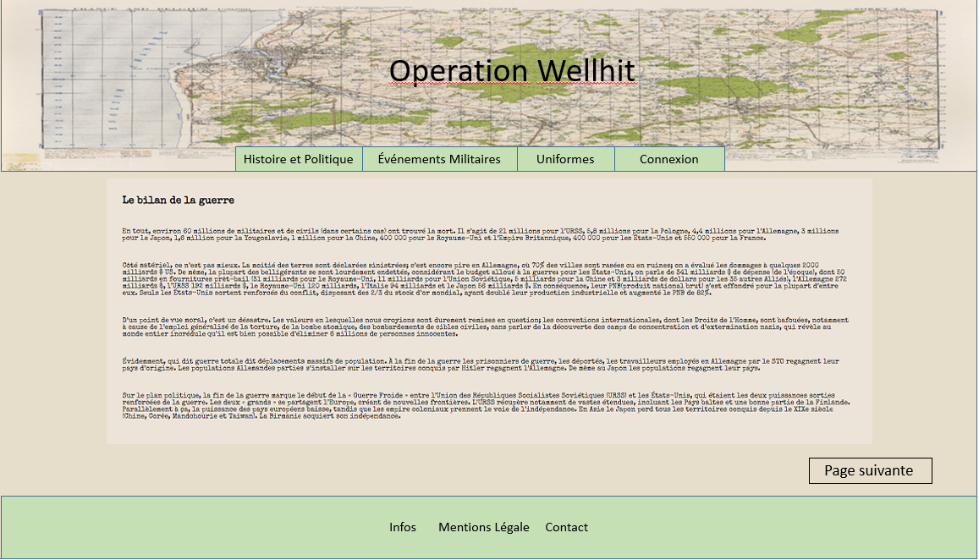 Operation Wellhit
Histoire et Politique
Événements Militaires
Uniformes
Connexion
Le bilan de la guerre
En tout, environ 60 millions de militaires et de civils (dans certains cas) ont trouvé la mort. Il s'agit de 21 millions pour l'URSS, 5,8 millions pour la Pologne, 4,4 millions pour l'Allemagne, 3 millions
pour la Japon, 1,6 million pour la Yougoslavie, 1 million pour la Chine, 400 000 pour le Royaume-Uni et l'Empire Britannique, 400 000 pour les États-Unis et 550 000 pour la France.
Côté matériel, ce n'est pas mieux. La moitié des terres sont déclarées sinistrées; c'est encore pire en Allemagne, où 70% des villes sont rasées ou en ruines; on a évalué les dommages à quelques 2000
milliards $ US. De même, la plupart des belligérants se sont lourdement endettés, considérant le budget alloué à la guerre: pour les États-Unis, on parle de 341 milliards $ de dépense (de l'époque), dont 50
milliards en fournitures prêt-bail (31 milliards pour le Royaume-Uni, 11 milliards pour l'Union Soviétique, 5 milliards pour la Chine et 3 milliards de dollars pour les 35 autres Alliés), l'Allemagne 272
milliards $, l'URSS 192 milliards $, le Royaume-Uni 120 milliards, l'Italie 94 milliards et le Japon 56 milliards $. En conséquence, leur PNB(produit national brut) s'est effondré pour la plupart d'entre
eux. Seuls les États-Unis sortent renforcés du conflit, disposant des 2/3 du stock d'or mondial, ayant doublé leur production industrielle et augmenté le PNB de 62%.
D'un point de vue moral, c'est un désastre. Les valeurs en lesquelles nous croyions sont durement remises en question; les conventions internationales, dont les Droits de l'Homme, sont bafouées, notamment
à cause de l'emploi généralisé de la torture, de la bombe atomique, des bombardements de cibles civiles, sans parler de la découverte des camps de concentration et d'extermination nazis, qui révèle au
monde entier incrédule qu'il est bien possible d'éliminer 6 millions de personnes innocentes.
Évidemment, qui dit guerre totale dit déplacements massifs de population. À la fin de la guerre les prisonniers de guerre, les déportés, les travailleurs employés en Allemagne par le STO regagnent leur
pays d'origine. Les populations Allemandes parties s'installer sur les territoires conquis par Hitler regagnent l'Allemagne. De même au Japon les populations regagnent leur pays.
Sur le plan politique, la fin de la guerre marque le début de la « Guerre Froide » entre l'Union des Républiques Socialistes Soviétiques (URSS) et les États-Unis, qui étaient les deux puissances sorties
renforcées de la guerre. Les deux « grands » se partagent l'Europe, créant de nouvelles frontières. L'URSS récupère notamment de vastes étendues, incluant les Pays baltes et une bonne partie de la Finlande.
Parallèlement à ça, la puissance des pays européens baisse, tandis que les empire coloniaux prennent le voie de l'indépendance. En Asie le Japon perd tous les territoires conquis depuis le XIXe siècle
(Chine, Corée, Mandchourie et Taiwan). La Birmanie acquiert son indépendance.
Page suivante
Infos
Mentions Légale
Contact